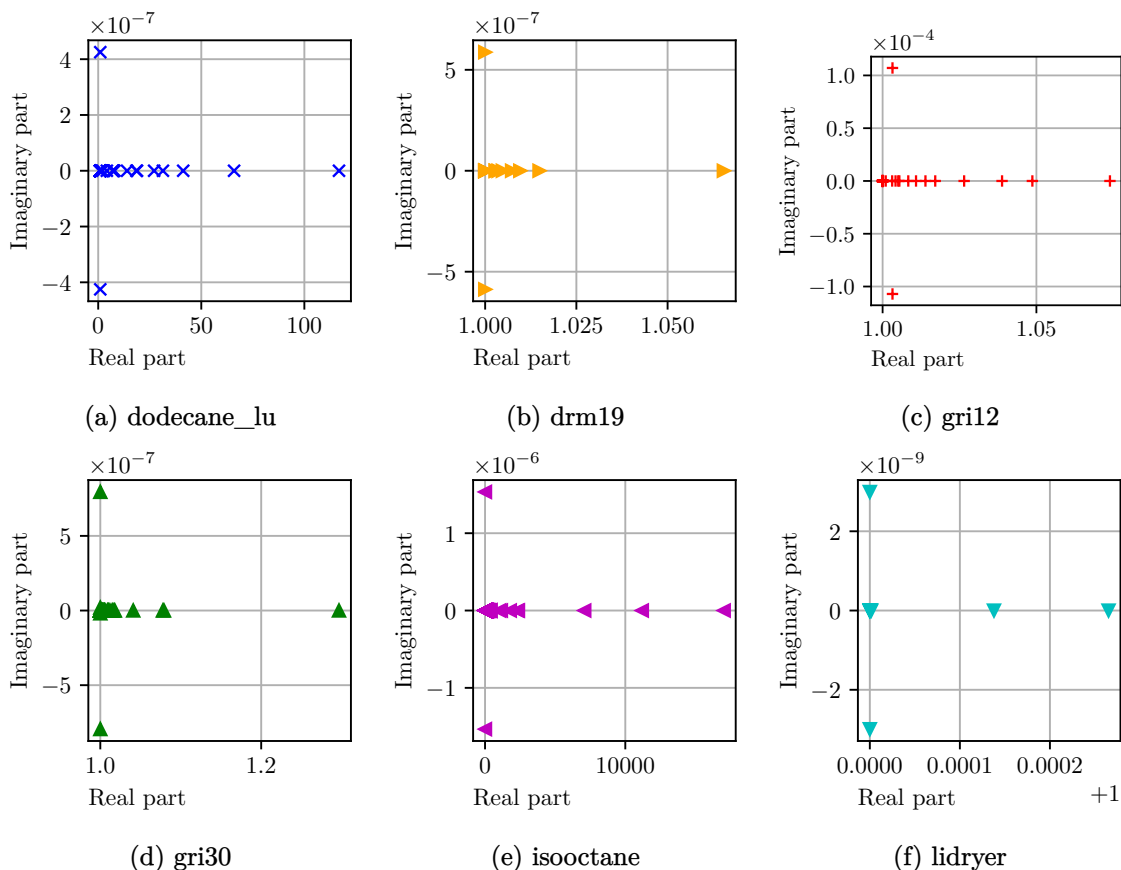 ×10⁻⁷
4
2
0
−2
−4
Imaginary part
0
50
100
Real part
(a) dodecane_lu
×10⁻⁷
5
0
−5
Imaginary part
1.000
1.025
1.050
Real part
(b) drm19
×10⁻⁴
1.0
0.5
0.0
−0.5
−1.0
Imaginary part
1.00
1.05
Real part
(c) gri12
×10⁻⁷
5
0
−5
Imaginary part
1.0
1.2
Real part
(d) gri30
×10⁻⁶
1
0
−1
Imaginary part
0
10000
Real part
(e) isooctane
×10⁻⁹
2
0
−2
Imaginary part
0.0000
0.0001
0.0002
Real part
+1
(f) lidryer